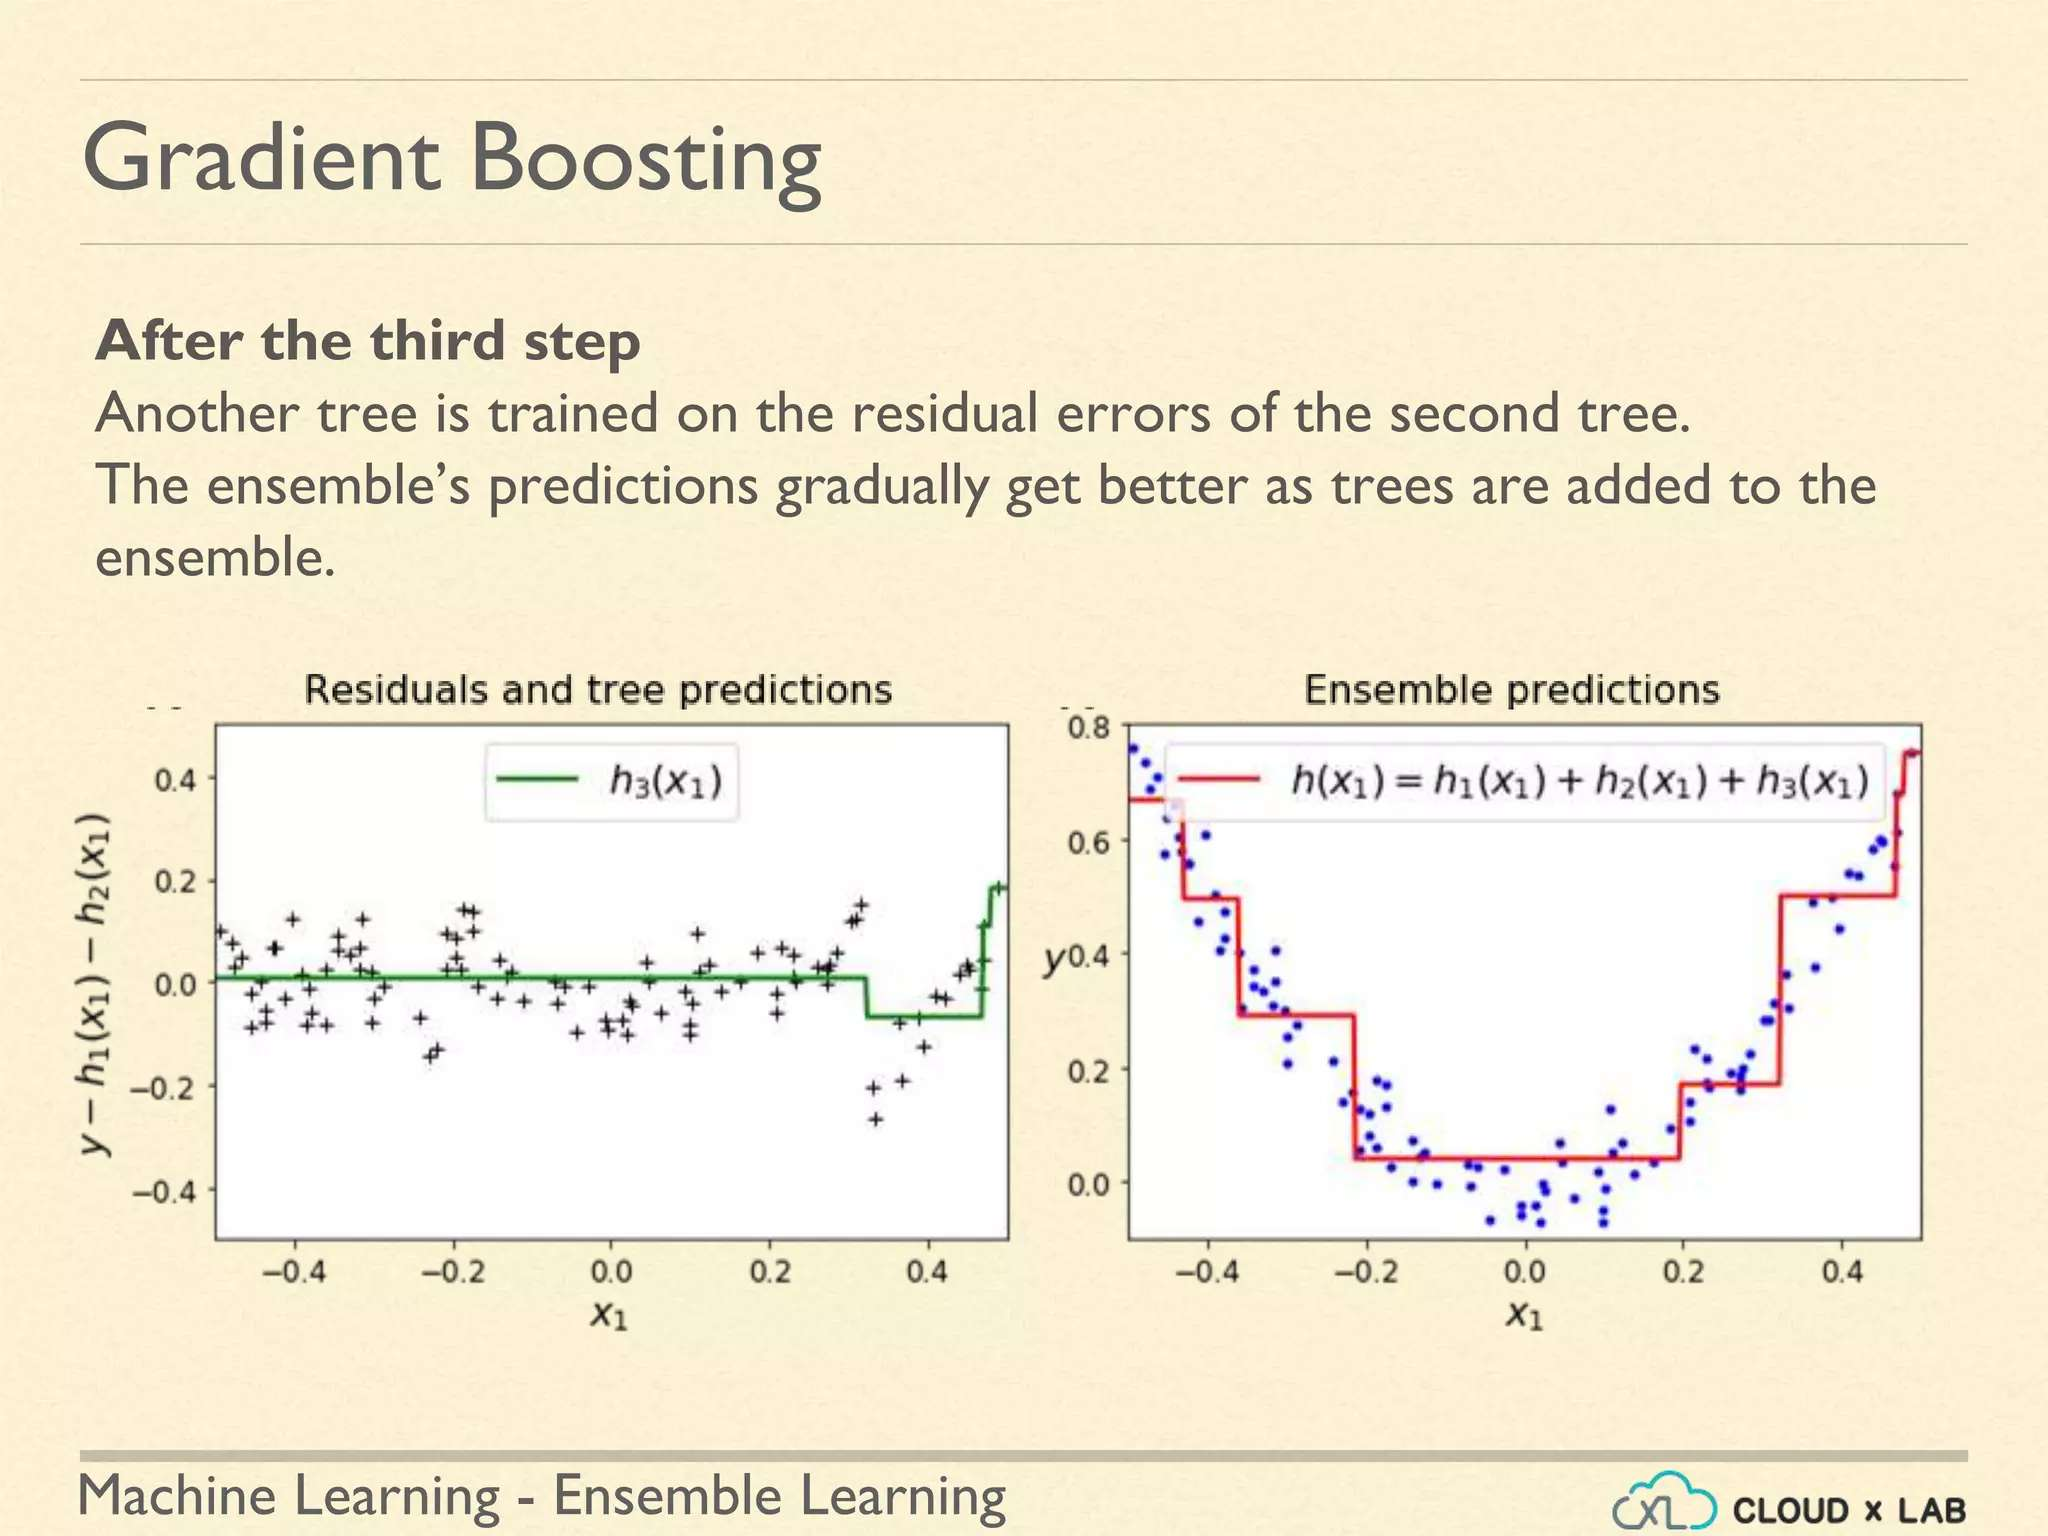 Gradient Boosting
After the third step
Another tree is trained on the residual errors of the second tree.
The ensemble’s predictions gradually get better as trees are added to the
ensemble.
Residuals and tree predictions
h₃(x₁)
y − h₁(x₁) − h₂(x₁)
0.4
0.2
0.0
−0.2
−0.4
−0.4 −0.2 0.0 0.2 0.4
x₁
Ensemble predictions
h(x₁) = h₁(x₁) + h₂(x₁) + h₃(x₁)
y
0.8
0.6
0.4
0.2
0.0
−0.4 −0.2 0.0 0.2 0.4
x₁
Machine Learning - Ensemble Learning
XL CLOUD x LAB